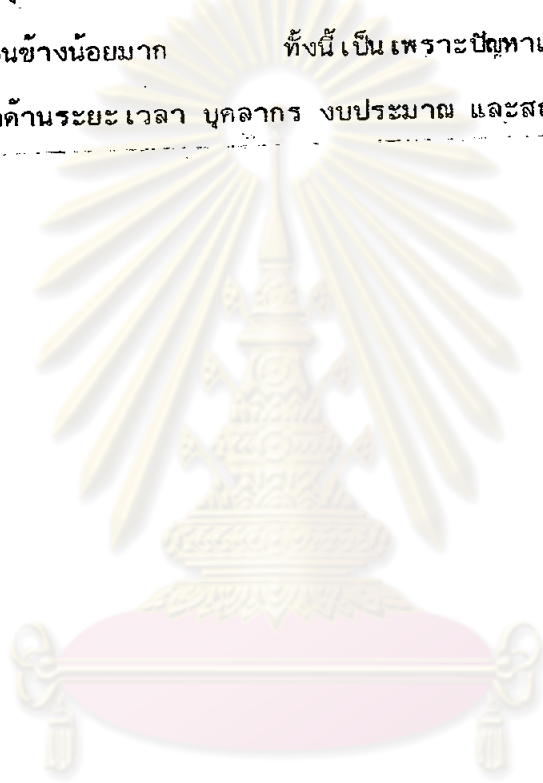 นข้างน้อยมาก ทั้งนี้เป็นเพราะปัญหา
ด้านระยะเวลา บุคลากร งบประมาณ และ